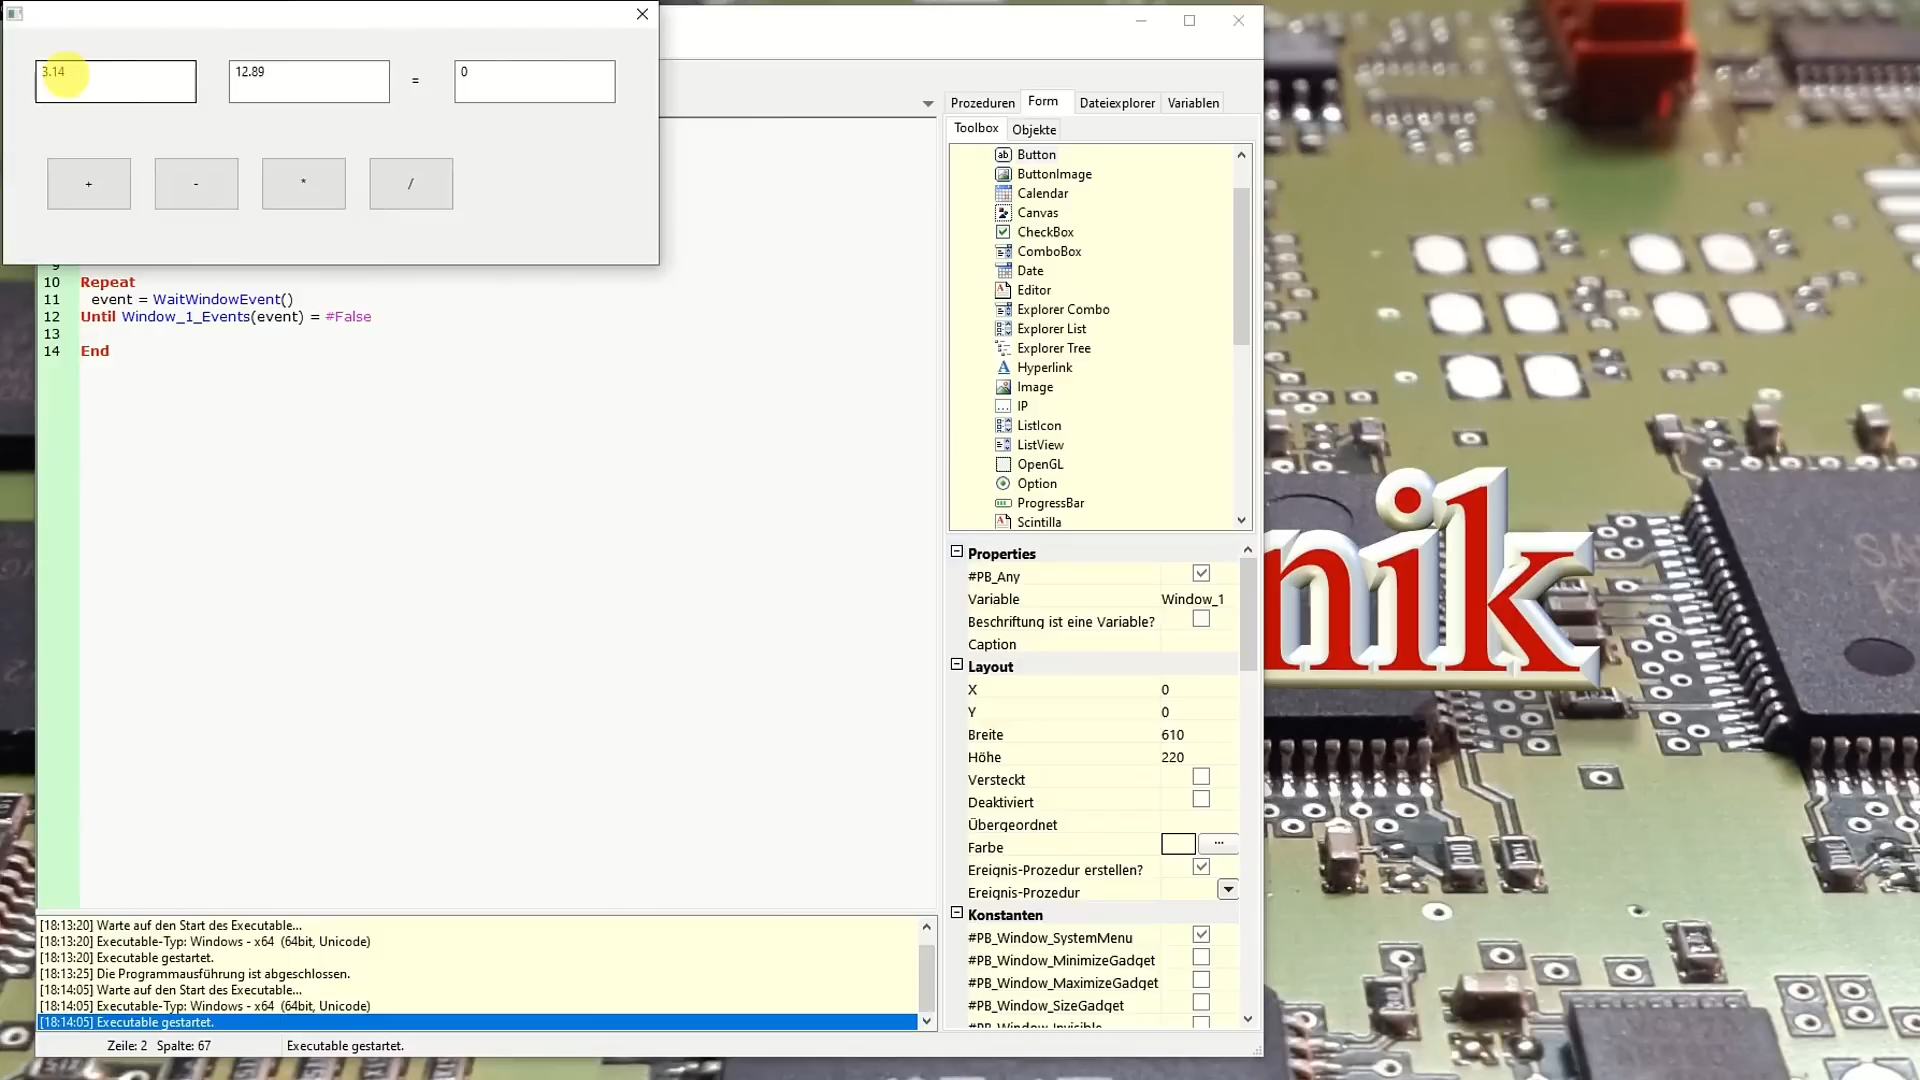 3.14
12.89
=
0
+
-
*
/
9
10 Repeat
11 event = WaitWindowEvent()
12 Until Window_1_Events(event) = #False
13
14 End
Prozeduren Form Dateiexplorer Variablen
Toolbox Objekte
Button
ButtonImage
Calendar
Canvas
CheckBox
ComboBox
Date
Editor
Explorer Combo
Explorer List
Explorer Tree
Hyperlink
Image
IP
ListIcon
ListView
OpenGL
Option
ProgressBar
Scintilla
Properties
#PB_Any
Variable Window_1
Beschriftung ist eine Variable?
Caption
Layout
X 0
Y 0
Breite 610
Höhe 220
Versteckt
Deaktiviert
Übergeordnet
Farbe ...
Ereignis-Prozedur erstellen?
Ereignis-Prozedur
Konstanten
#PB_Window_SystemMenu
#PB_Window_MinimizeGadget
#PB_Window_MaximizeGadget
#PB_Window_SizeGadget
#PB_Window_Invisible
[18:13:20] Warte auf den Start des Executable...
[18:13:20] Executable-Typ: Windows - x64 (64bit, Unicode)
[18:13:20] Executable gestartet.
[18:13:25] Die Programmausführung ist abgeschlossen.
[18:14:05] Warte auf den Start des Executable...
[18:14:05] Executable-Typ: Windows - x64 (64bit, Unicode)
[18:14:05] Executable gestartet.
Zeile: 2 Spalte: 67 Executable gestartet.
nik